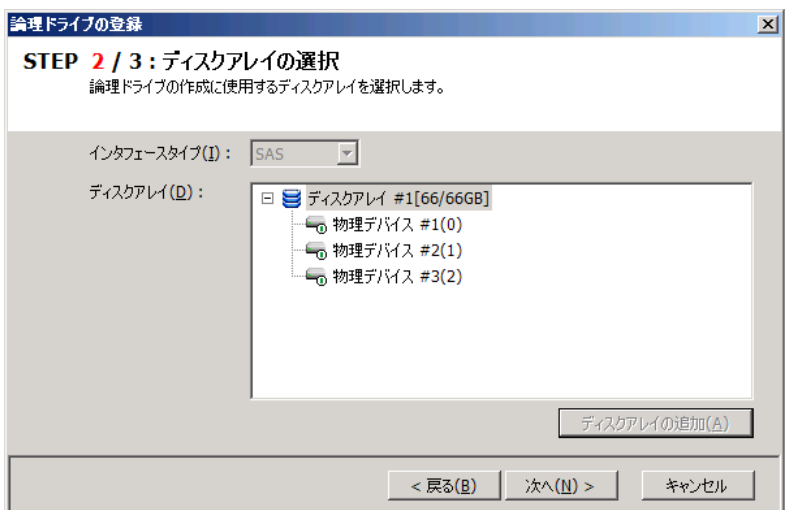 論理ドライブの登録
STEP 2 / 3 : ディスクアレイの選択
論理ドライブの作成に使用するディスクアレイを選択します。
インタフェースタイプ(I) : SAS
ディスクアレイ(D) :
ディスクアレイ #1[66/66GB]
物理デバイス #1(0)
物理デバイス #2(1)
物理デバイス #3(2)
ディスクアレイの追加(A)
< 戻る(B) 次へ(N) > キャンセル